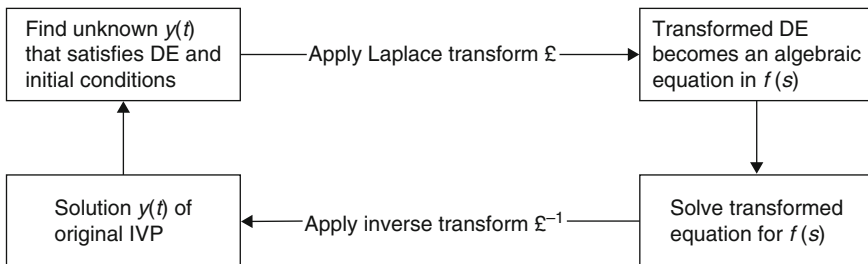 Find unknown y(t)
that satisfies DE and
initial conditions
Apply Laplace transform £
Transformed DE
becomes an algebraic
equation in f (s)
Solution y(t) of
original IVP
Apply inverse transform £⁻¹
Solve transformed
equation for f (s)